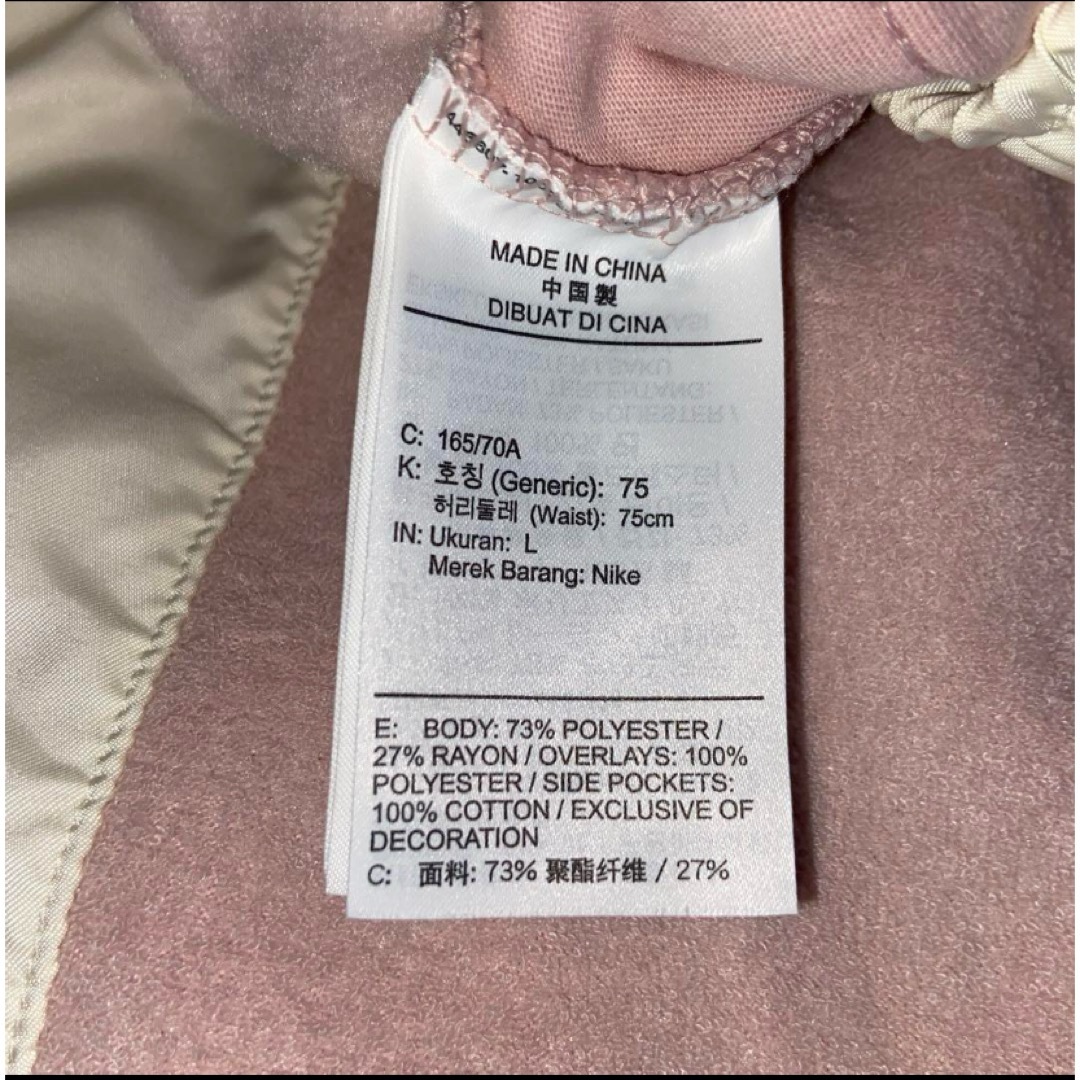 MADE IN CHINA
中国製
DIBUAT DI CINA
C: 165/70A
K: 호칭 (Generic): 75
허리둘레 (Waist): 75cm
IN: Ukuran: L
Merek Barang: Nike
E: BODY: 73% POLYESTER /
27% RAYON / OVERLAYS: 100%
POLYESTER / SIDE POCKETS:
100% COTTON / EXCLUSIVE OF
DECORATION
C: 面料: 73% 聚酯纤维 / 27%